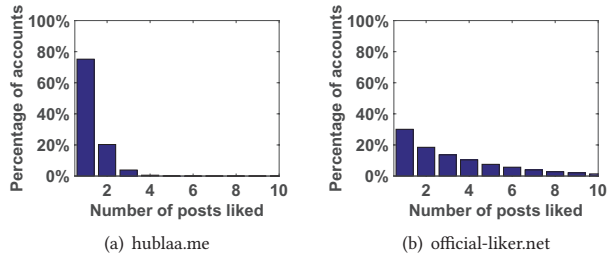 100%
80%
60%
40%
20%
0%
2 4 6 8 10
Percentage of accounts
Number of posts liked
(a) hublaa.me
100%
80%
60%
40%
20%
0%
2 4 6 8 10
Percentage of accounts
Number of posts liked
(b) official-liker.net